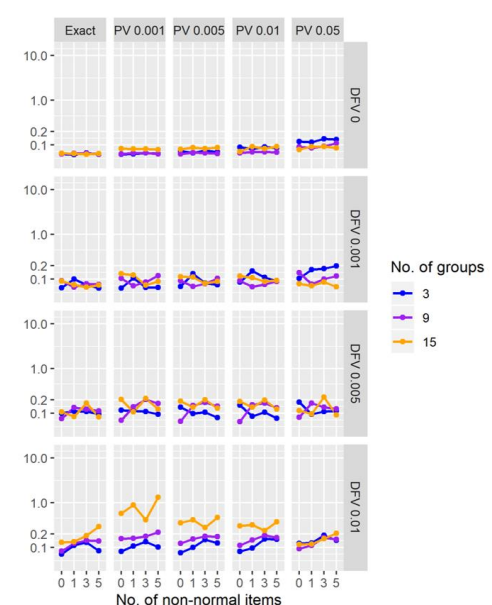 Exact PV 0.001 PV 0.005 PV 0.01 PV 0.05
10.0
1.0
0.2
0.1
DFV 0
10.0
1.0
0.2
0.1
DFV 0.001
10.0
1.0
0.2
0.1
DFV 0.005
10.0
1.0
0.2
0.1
DFV 0.01
0 1 3 5 0 1 3 5 0 1 3 5 0 1 3 5 0 1 3 5
No. of non-normal items
No. of groups
3
9
15